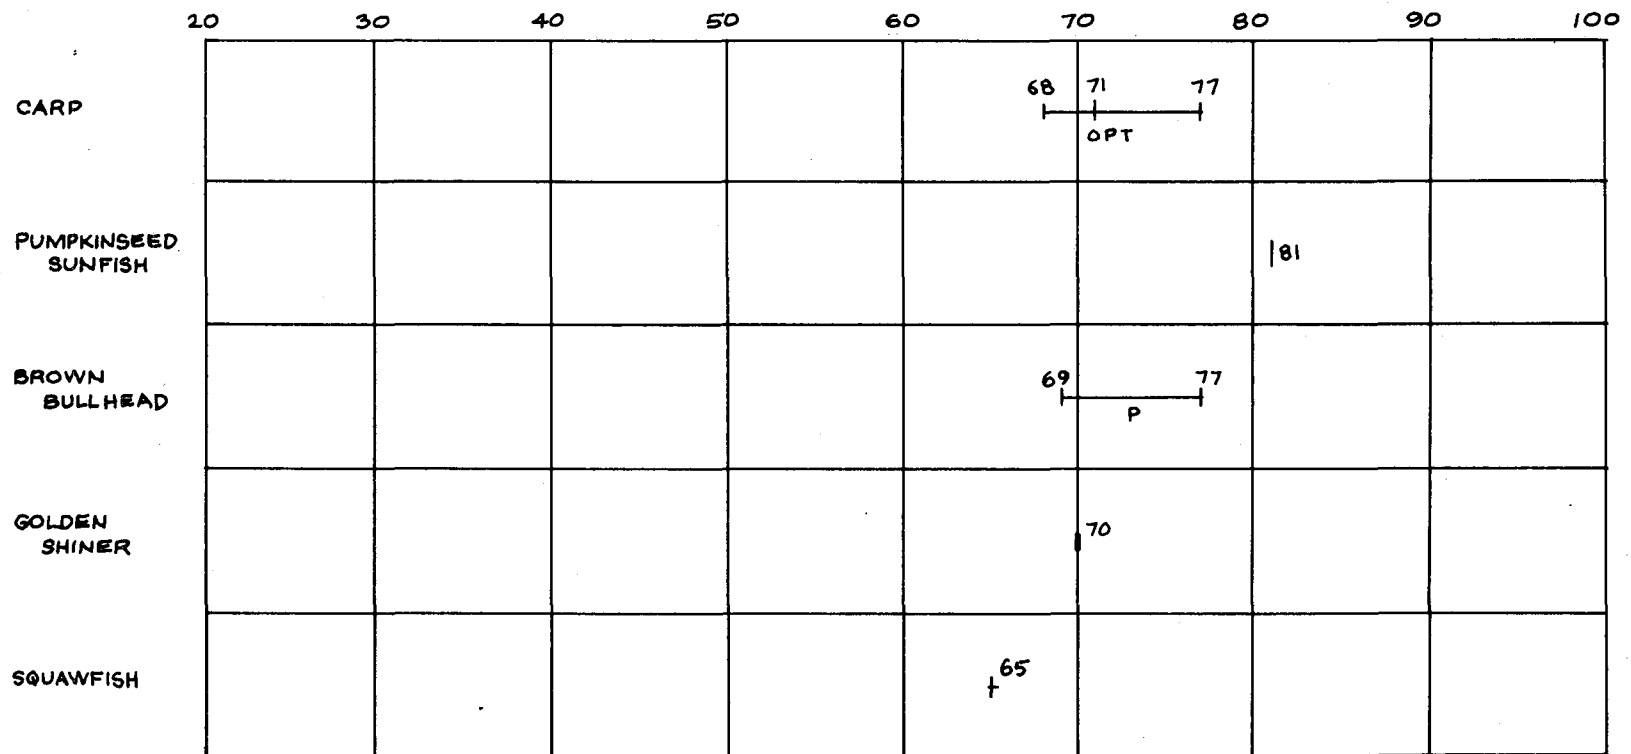 20 30 40 50 60 70 80 90 100
CARP
68 71 77
OPT
PUMPKINSEED
SUNFISH
81
BROWN
BULLHEAD
69 77
P
GOLDEN
SHINER
70
SQUAWFISH
65